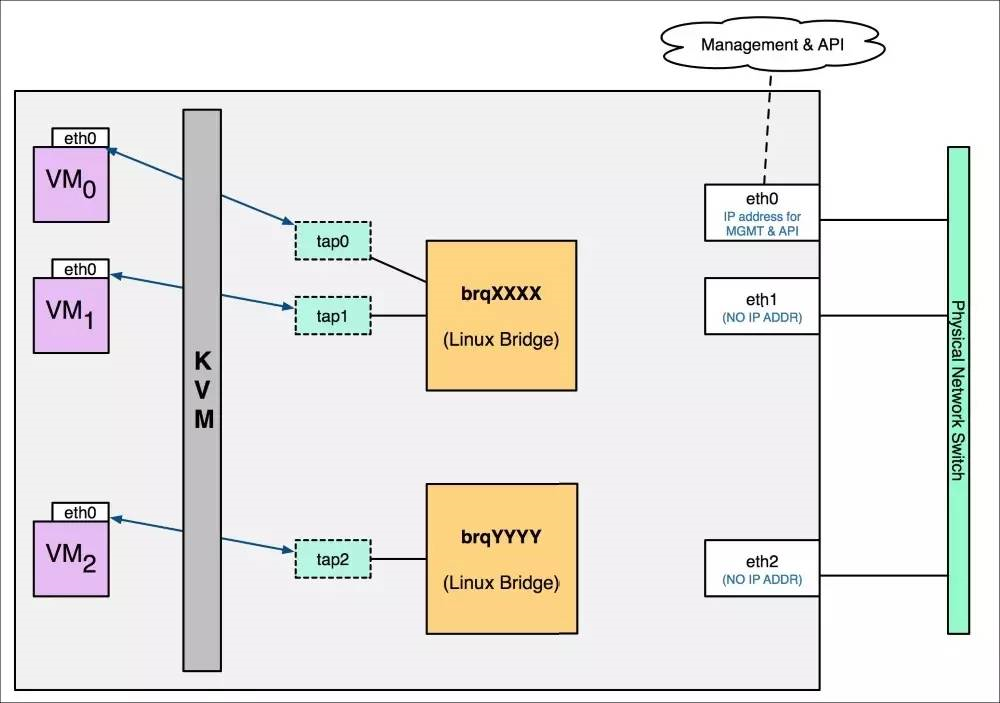 Management & API
eth0
VM0
eth0
IP address for
MGMT & API
tap0
eth0
VM1
brqXXXX
(Linux Bridge)
tap1
eth1
(NO IP ADDR)
KVM
Physical Network Switch
eth0
VM2
brqYYYY
(Linux Bridge)
tap2
eth2
(NO IP ADDR)